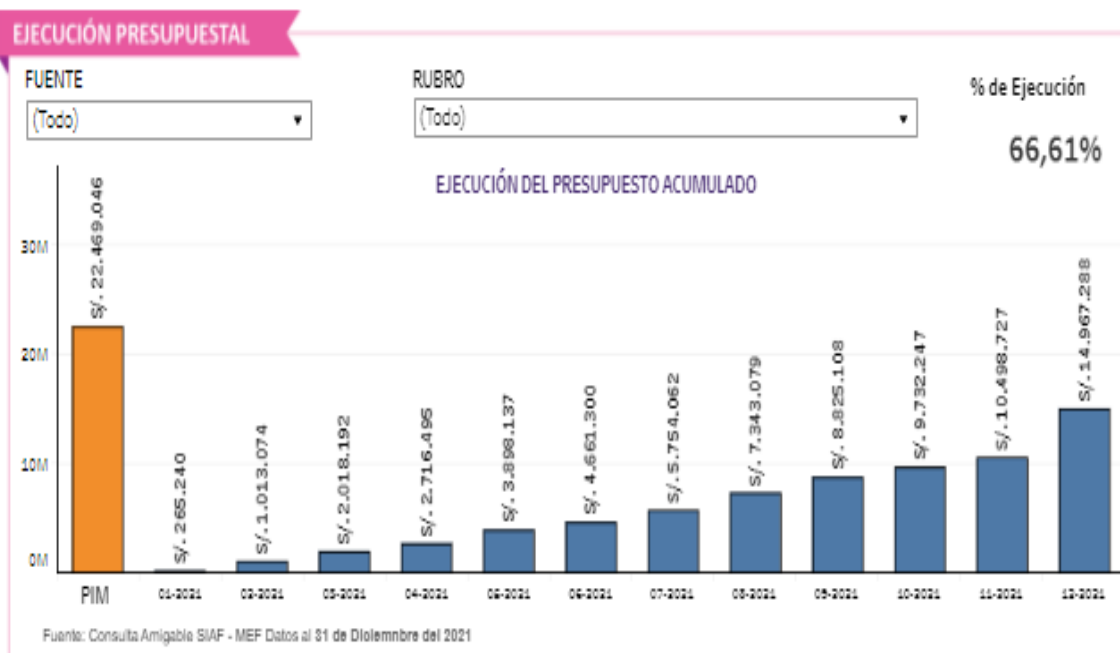 EJECUCIÓN PRESUPUESTAL
FUENTE
RUBRO
% de Ejecución
(Todo)
(Todo)
66,61%
EJECUCIÓN DEL PRESUPUESTO ACUMULADO
30M
20M
10M
0M
S/. 22.469.046
S/. 265.240
S/. 1.013.074
S/. 2.018.192
S/. 2.716.495
S/. 3.898.137
S/. 4.661.300
S/. 5.754.062
S/. 7.343.079
S/. 8.825.108
S/. 9.732.247
S/. 10.498.727
S/. 14.967.288
PIM 01-2021 02-2021 03-2021 04-2021 05-2021 06-2021 07-2021 08-2021 09-2021 10-2021 11-2021 12-2021
Fuente: Consulta Amigable SIAF - MEF Datos al 31 de Diolemnbre del 2021